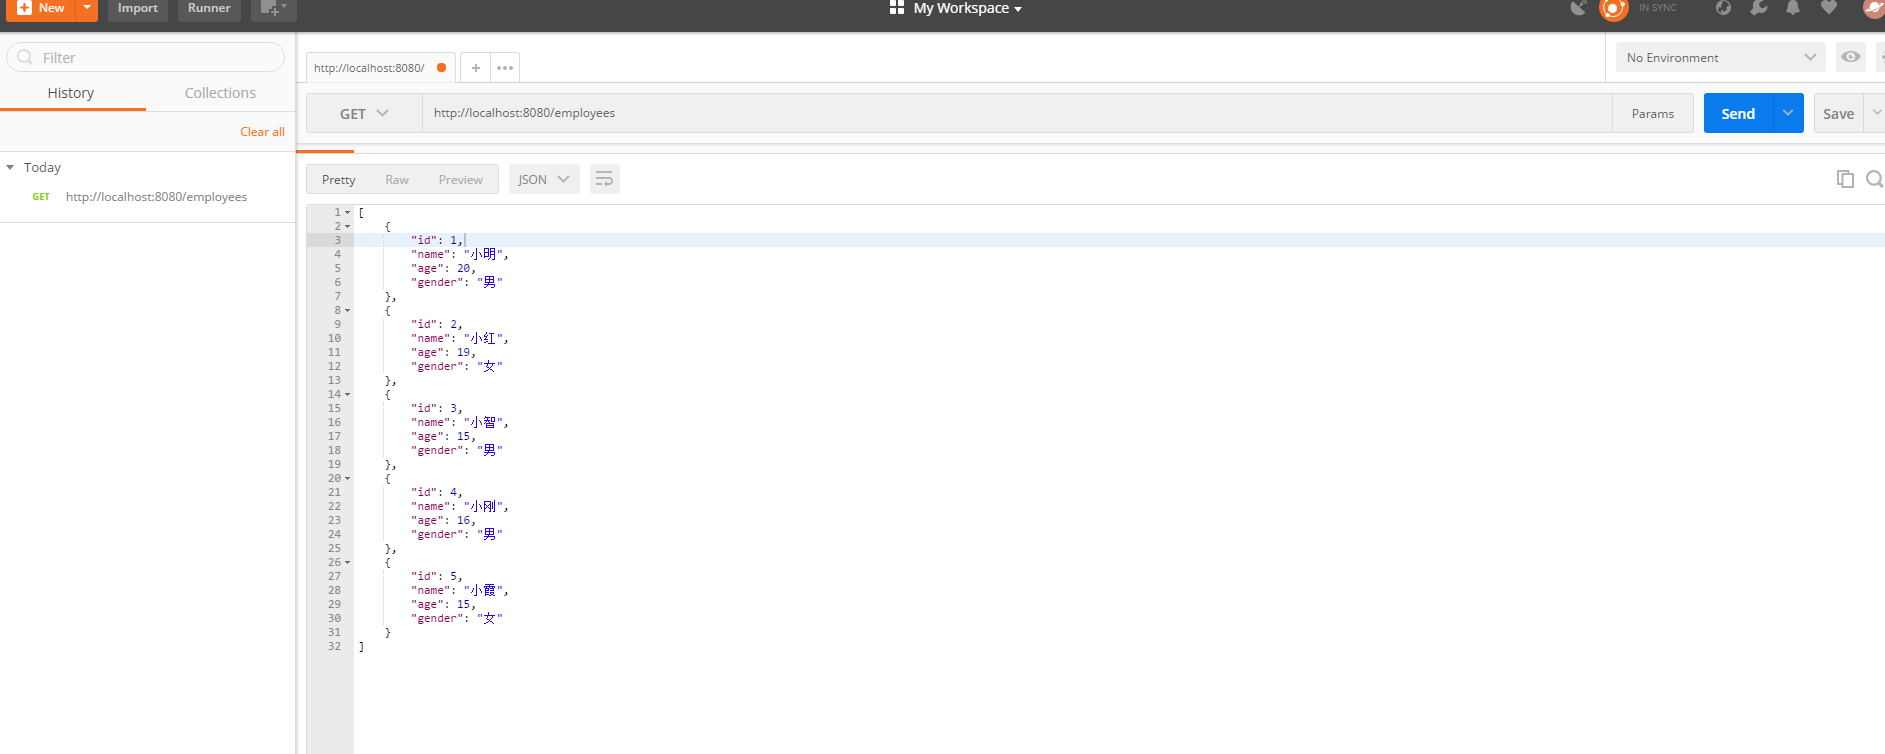 New Import Runner My Workspace IN SYNC
Filter
History Collections
Clear all
Today
GET http://localhost:8080/employees
http://localhost:8080/ + ••• No Environment
GET http://localhost:8080/employees Params Send Save
Pretty Raw Preview JSON
1 [
2 {
3 "id": 1,
4 "name": "小明",
5 "age": 20,
6 "gender": "男"
7 },
8 {
9 "id": 2,
10 "name": "小红",
11 "age": 19,
12 "gender": "女"
13 },
14 {
15 "id": 3,
16 "name": "小智",
17 "age": 15,
18 "gender": "男"
19 },
20 {
21 "id": 4,
22 "name": "小刚",
23 "age": 16,
24 "gender": "男"
25 },
26 {
27 "id": 5,
28 "name": "小霞",
29 "age": 15,
30 "gender": "女"
31 }
32 ]